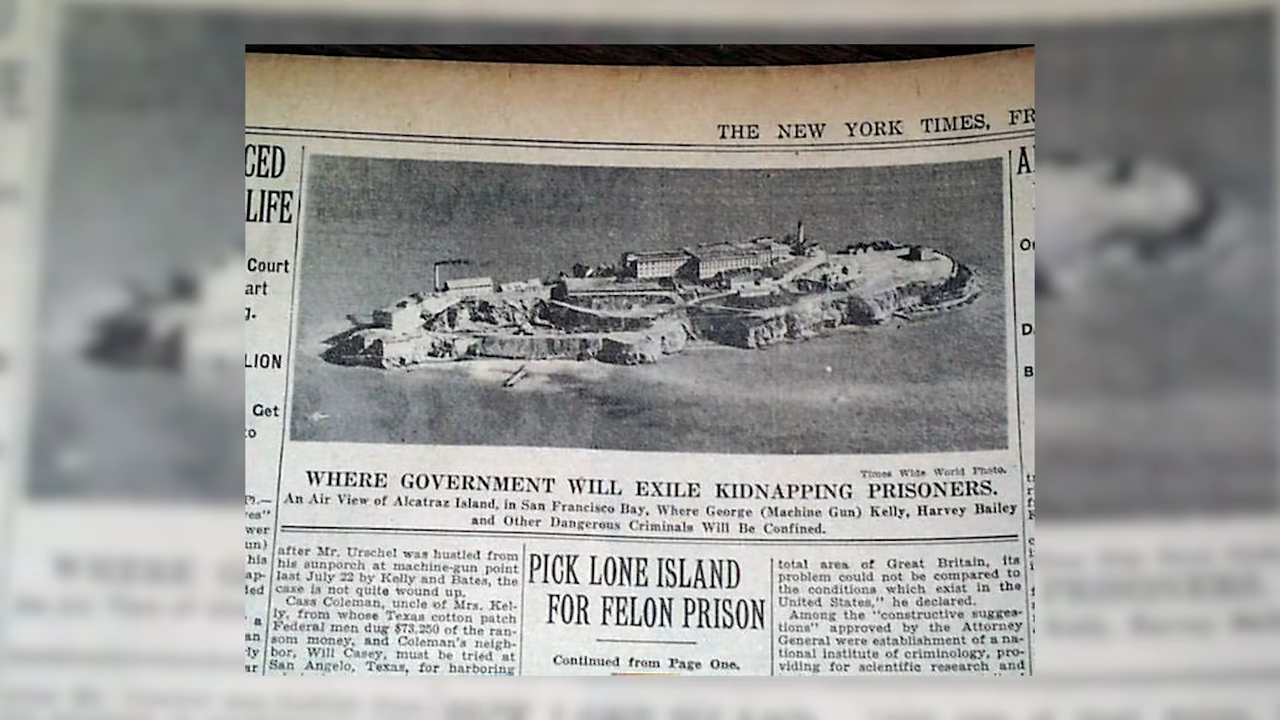 THE NEW YORK TIMES, FR
CED
LIFE
Court
art
LION
Get
to
A
Times Wide World Photo.
WHERE GOVERNMENT WILL EXILE KIDNAPPING PRISONERS.
An Air View of Alcatraz Island, in San Francisco Bay, Where George (Machine Gun) Kelly, Harvey Bailey
and Other Dangerous Criminals Will Be Confined.
after Mr. Urschel was hustled from
his sunporch at machine-gun point
last July 22 by Kelly and Bates, the
case is not quite wound up.
Cass Coleman, uncle of Mrs. Kel-
ly, from whose Texas cotton patch
Federal men dug $73,250 of the ran-
som money, and Coleman's neigh-
bor, Will Casey, must be tried at
San Angelo, Texas, for harboring
PICK LONE ISLAND
FOR FELON PRISON
Continued from Page One.
total area of Great Britain, its
problem could not be compared to
the conditions which exist in the
United States," he declared.
Among the "constructive sugges-
tions" approved by the Attorney
General were establishment of a na-
tional institute of criminology, pro-
viding for scientific research and